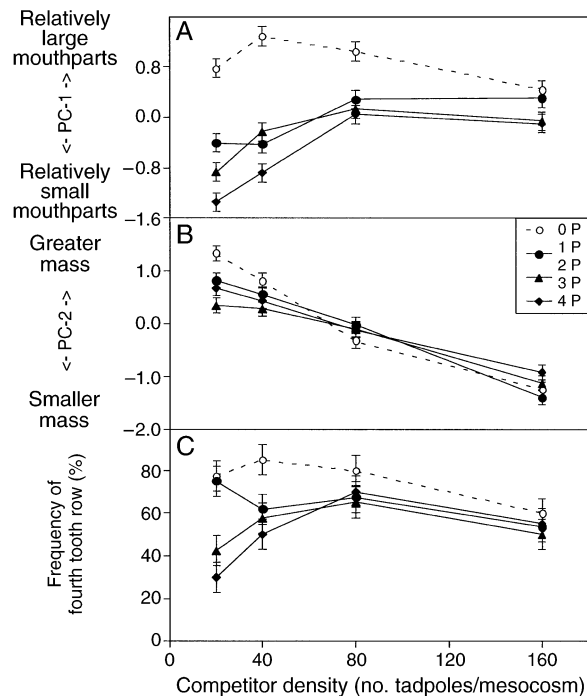 Relatively
large mouthparts
<- PC-1 ->
Relatively
small mouthparts
A
0.8
0.0
−0.8
−1.6
Greater
mass
<- PC-2 ->
Smaller
mass
B
1.0
0.0
−1.0
−2.0
0 P
1 P
2 P
3 P
4 P
Frequency of
fourth tooth row (%)
C
80
60
40
20
0
0 40 80 120 160
Competitor density (no. tadpoles/mesocosm)